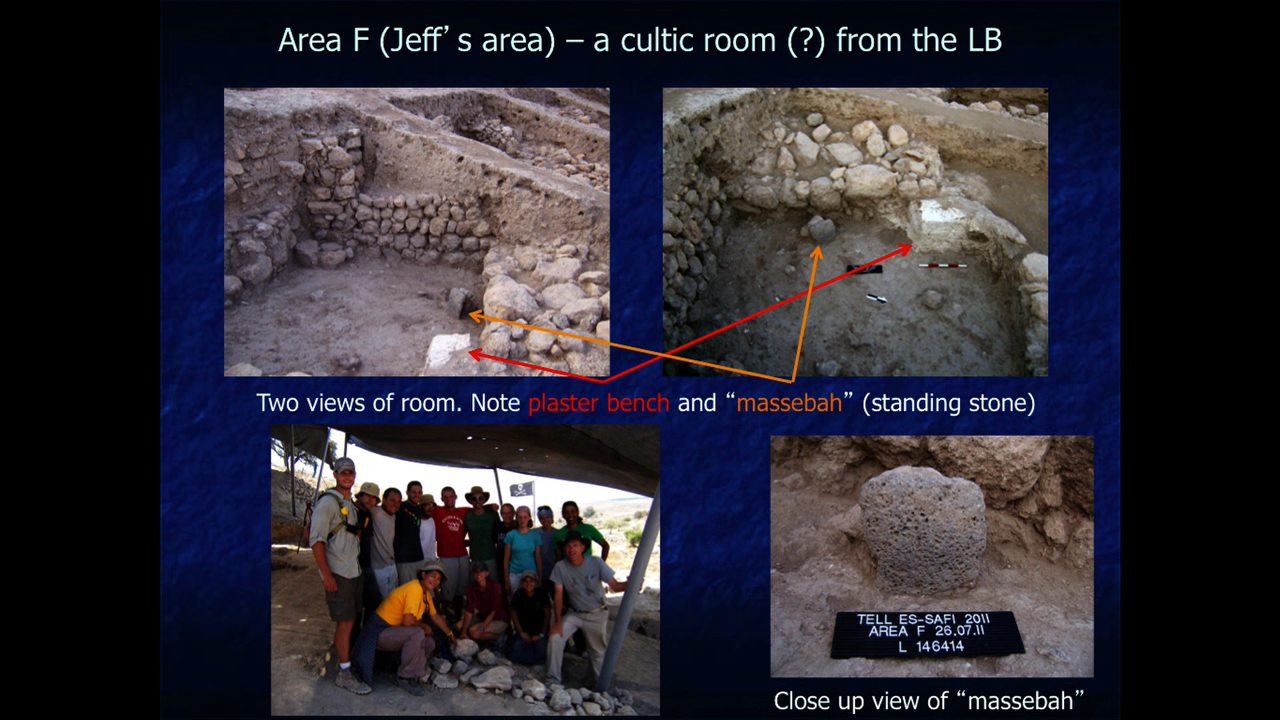 Area F (Jeff’s area) – a cultic room (?) from the LB
Two views of room. Note plaster bench and “massebah” (standing stone)
TELL ES-SAFI 2011
AREA F 26.07.11
L 146414
Close up view of “massebah”